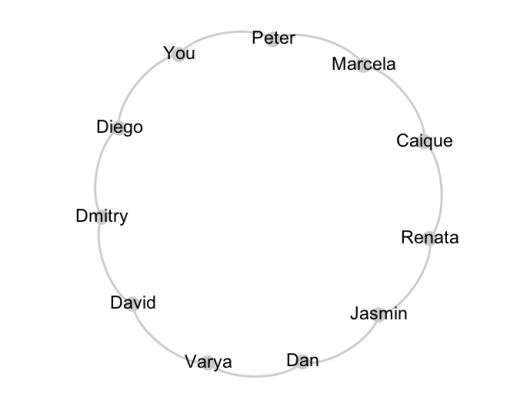 Peter
You
Marcela
Diego
Caique
Dmitry
Renata
David
Jasmin
Varya
Dan